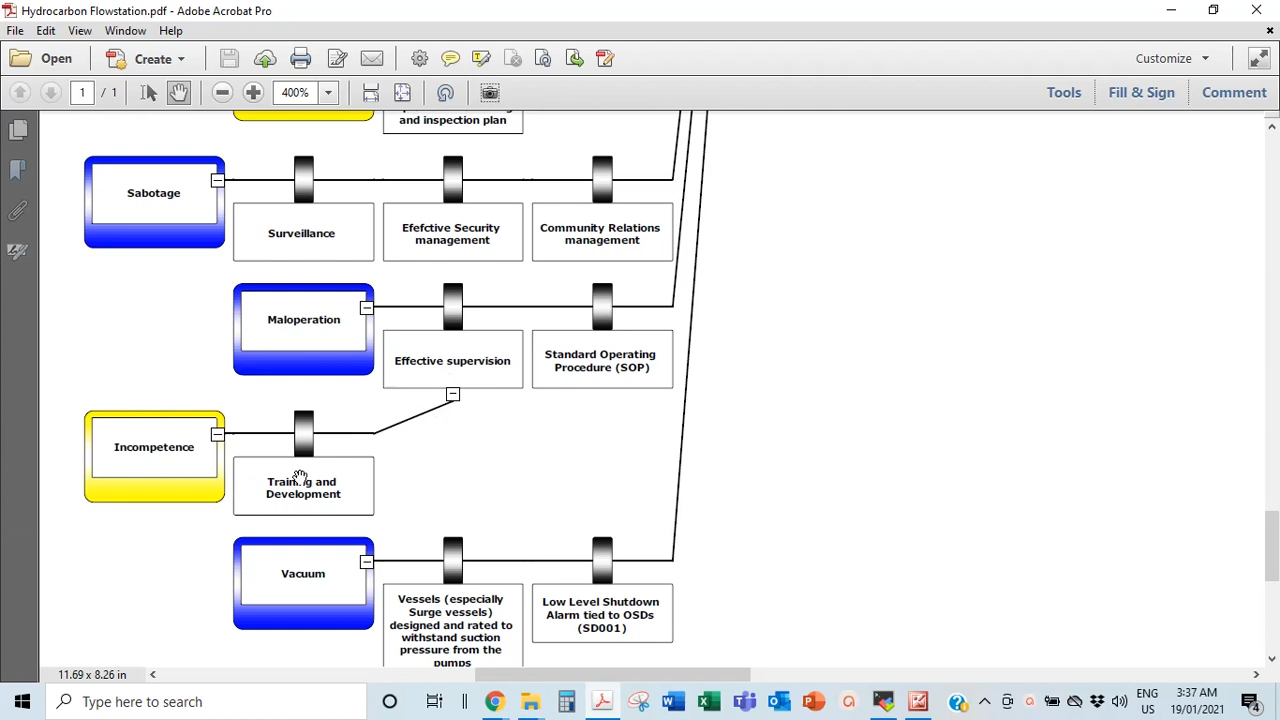 Hydrocarbon Flowstation.pdf - Adobe Acrobat Pro
File Edit View Window Help
Open Create Customize
1 / 1 400% Tools Fill & Sign Comment
and inspection plan
Sabotage
Surveillance
Efefctive Security
management
Community Relations
management
Maloperation
Effective supervision
Standard Operating
Procedure (SOP)
Incompetence
Training and
Development
Vacuum
Vessels (especially
Surge vessels)
designed and rated to
withstand suction
pressure from the
pumps
Low Level Shutdown
Alarm tied to OSDs
(SD001)
11.69 x 8.26 in
Type here to search
ENG
US
3:37 AM
19/01/2021
4